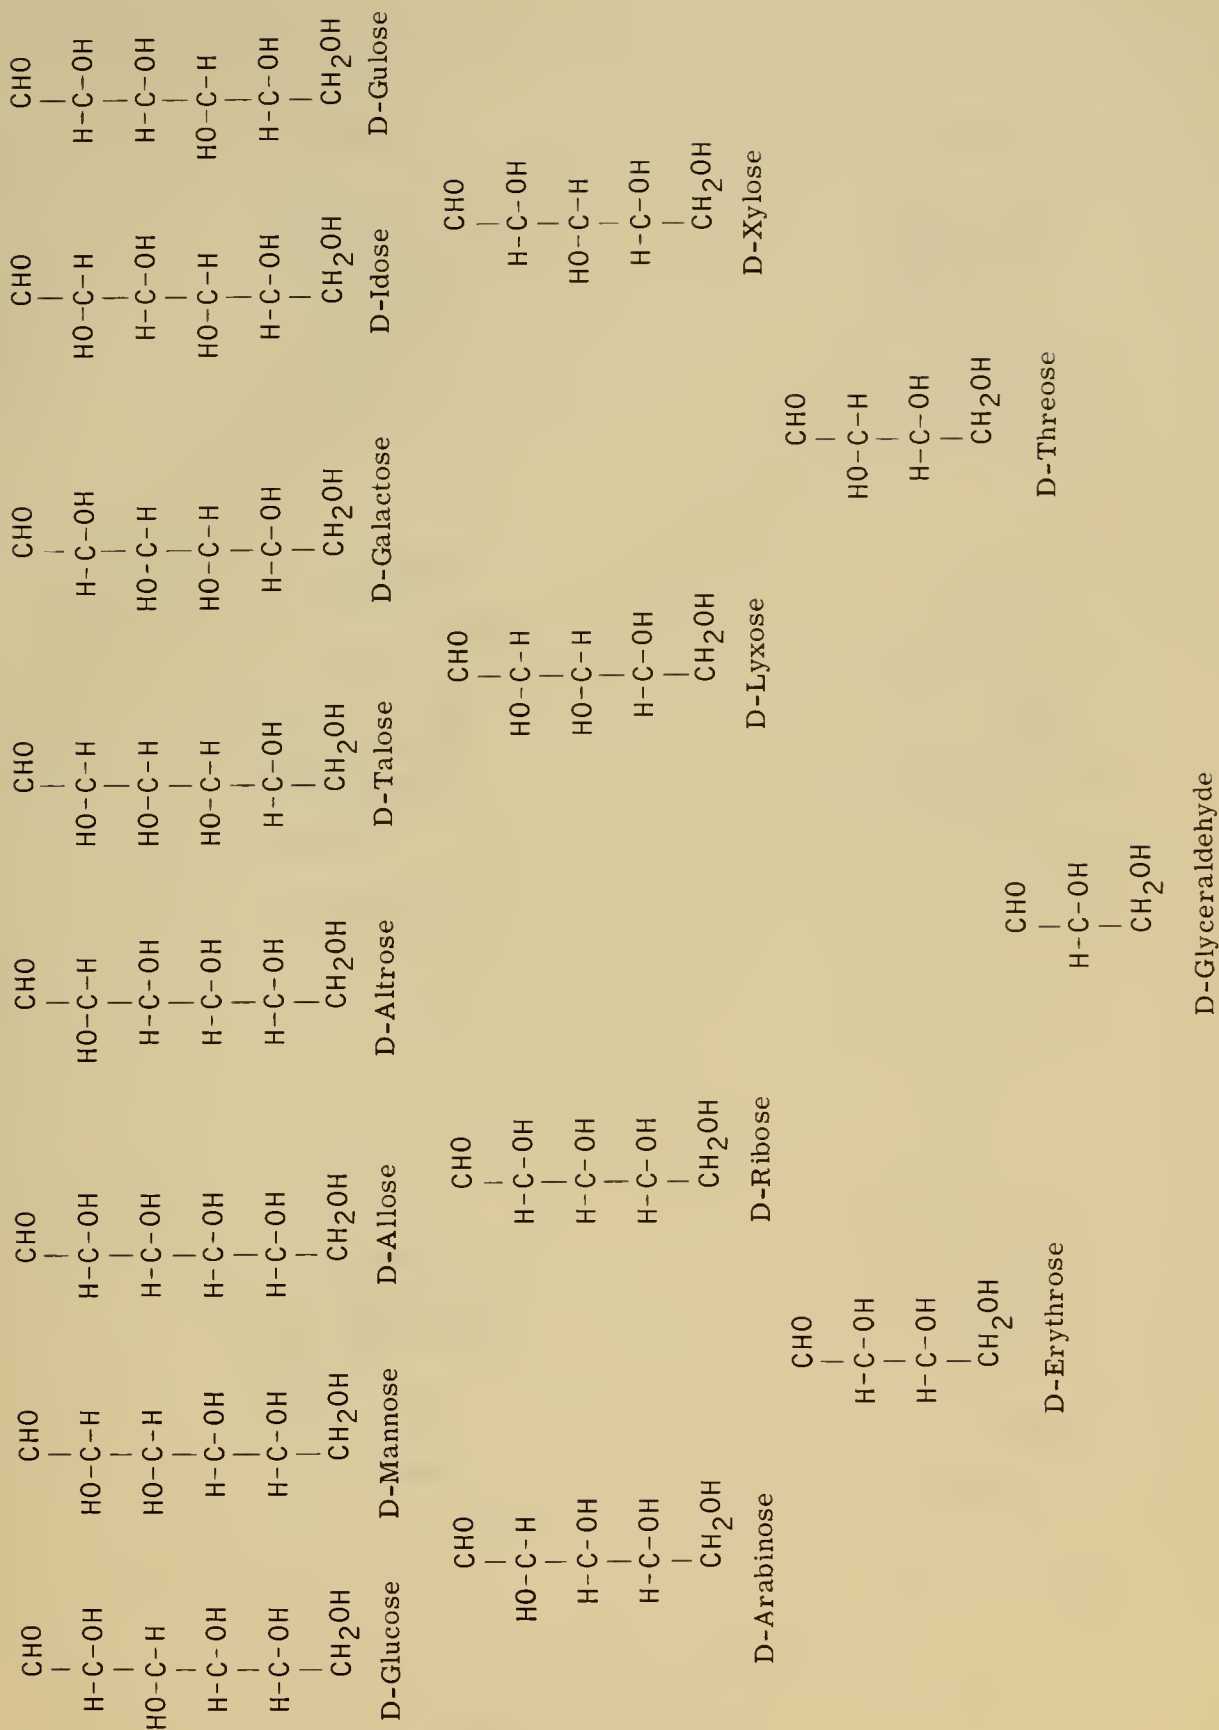 CHO CHO CHO CHO CHO CHO CHO CHO
H-C-OH HO-C-H H-C-OH HO-C-H HO-C-H H-C-OH HO-C-H H-C-OH
HO-C-H HO-C-H H-C-OH H-C-OH HO-C-H HO-C-H H-C-OH H-C-OH
H-C-OH H-C-OH H-C-OH H-C-OH HO-C-H HO-C-H HO-C-H HO-C-H
H-C-OH H-C-OH H-C-OH H-C-OH H-C-OH H-C-OH H-C-OH H-C-OH
CH₂OH CH₂OH CH₂OH CH₂OH CH₂OH CH₂OH CH₂OH CH₂OH
D-Glucose D-Mannose D-Allose D-Altrose D-Talose D-Galactose D-Idose D-Gulose
CHO CHO CHO CHO
HO-C-H H-C-OH HO-C-H H-C-OH
H-C-OH H-C-OH HO-C-H HO-C-H
H-C-OH H-C-OH H-C-OH H-C-OH
CH₂OH CH₂OH CH₂OH CH₂OH
D-Arabinose D-Ribose D-Lyxose D-Xylose
CHO CHO
H-C-OH HO-C-H
H-C-OH H-C-OH
CH₂OH CH₂OH
D-Erythrose D-Threose
CHO
H-C-OH
CH₂OH
D-Glyceraldehyde